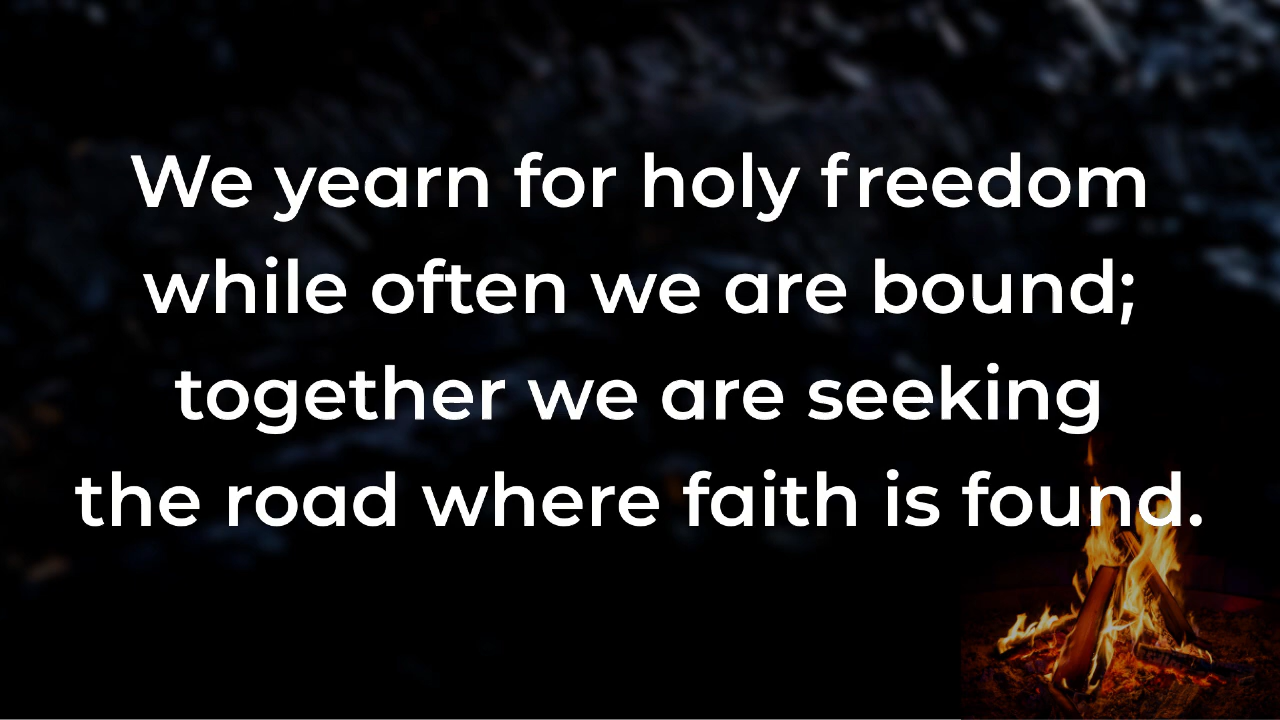 We yearn for holy freedom
while often we are bound;
together we are seeking
the road where faith is found.